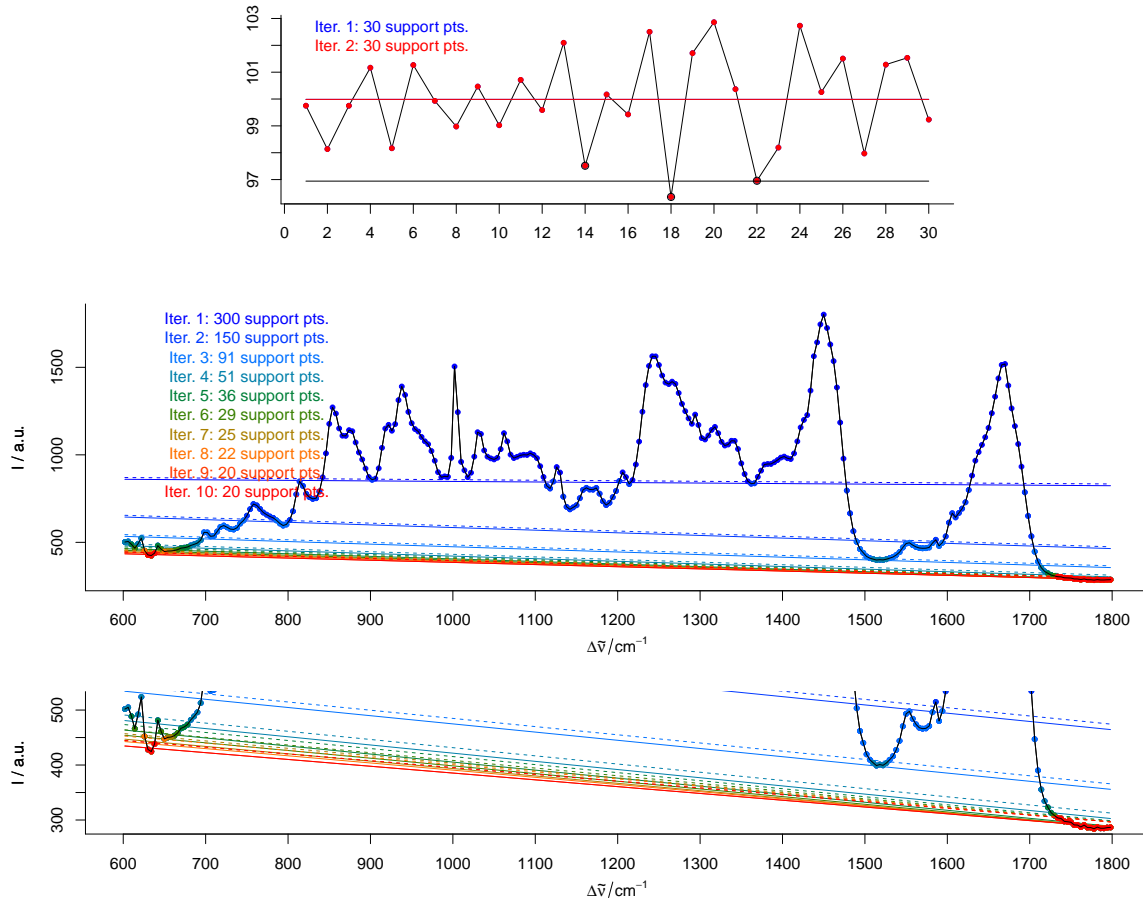 103
101
99
97
Iter. 1: 30 support pts.
Iter. 2: 30 support pts.
0 2 4 6 8 10 12 14 16 18 20 22 24 26 28 30
1500
1000
500
I / a.u.
Iter. 1: 300 support pts.
Iter. 2: 150 support pts.
Iter. 3: 91 support pts.
Iter. 4: 51 support pts.
Iter. 5: 36 support pts.
Iter. 6: 29 support pts.
Iter. 7: 25 support pts.
Iter. 8: 22 support pts.
Iter. 9: 20 support pts.
Iter. 10: 20 support pts.
600 700 800 900 1000 1100 1200 1300 1400 1500 1600 1700 1800
Δν̃/cm⁻¹
500
400
300
I / a.u.
600 700 800 900 1000 1100 1200 1300 1400 1500 1600 1700 1800
Δν̃/cm⁻¹